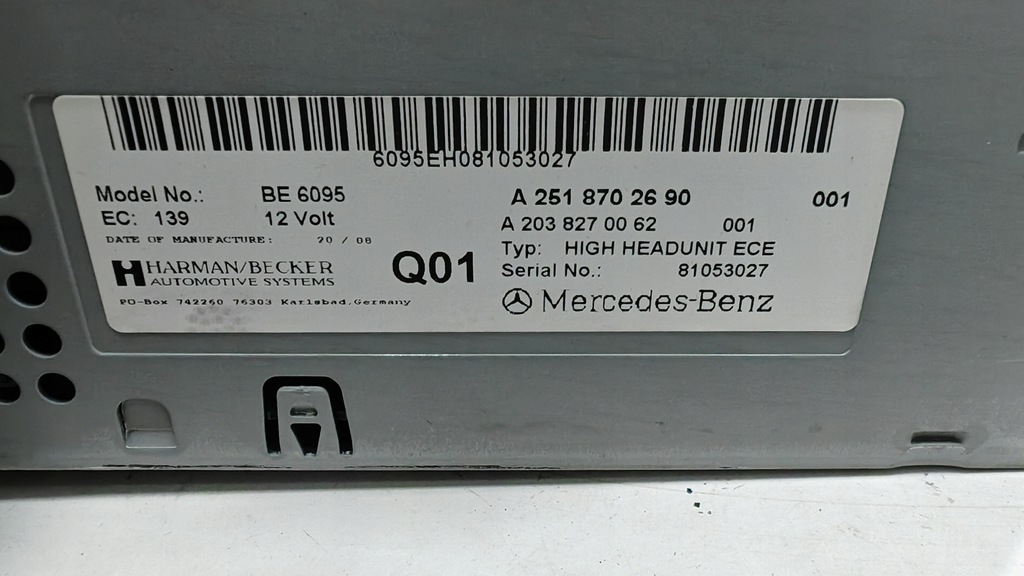 6095EH081053027
Model No.: BE 6095
EC: 139 12 Volt
DATE OF MANUFACTURE: 20 / 08
HARMAN/BECKER
AUTOMOTIVE SYSTEMS
PO-Box 742260 76303 Karlsbad, Germany
Q01
A 251 870 26 90 001
A 203 827 00 62 001
Typ: HIGH HEADUNIT ECE
Serial No.: 81053027
Mercedes-Benz